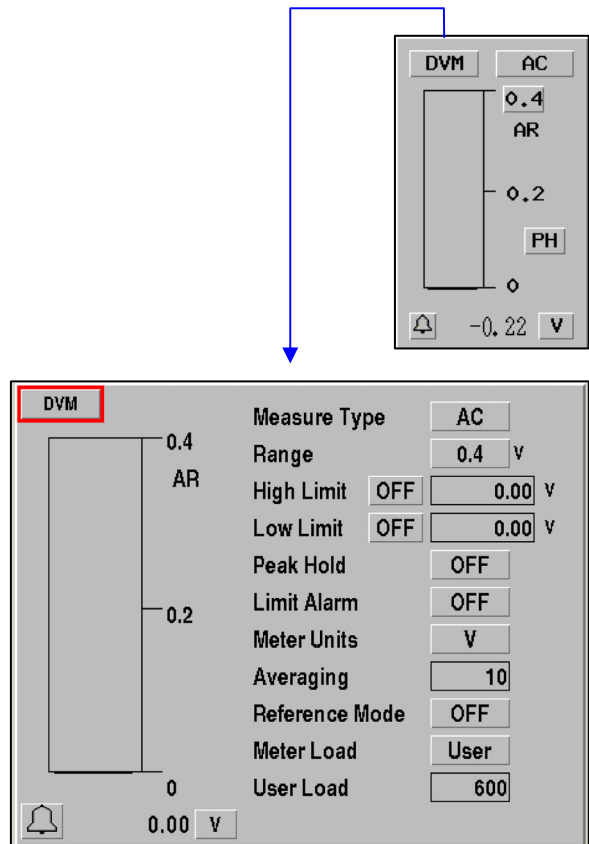 DVM AC
0.4
AR
0.2
PH
0
-0.22 V
DVM
0.4
AR
0.2
0
0.00 V
Measure Type AC
Range 0.4 V
High Limit OFF 0.00 V
Low Limit OFF 0.00 V
Peak Hold OFF
Limit Alarm OFF
Meter Units V
Averaging 10
Reference Mode OFF
Meter Load User
User Load 600